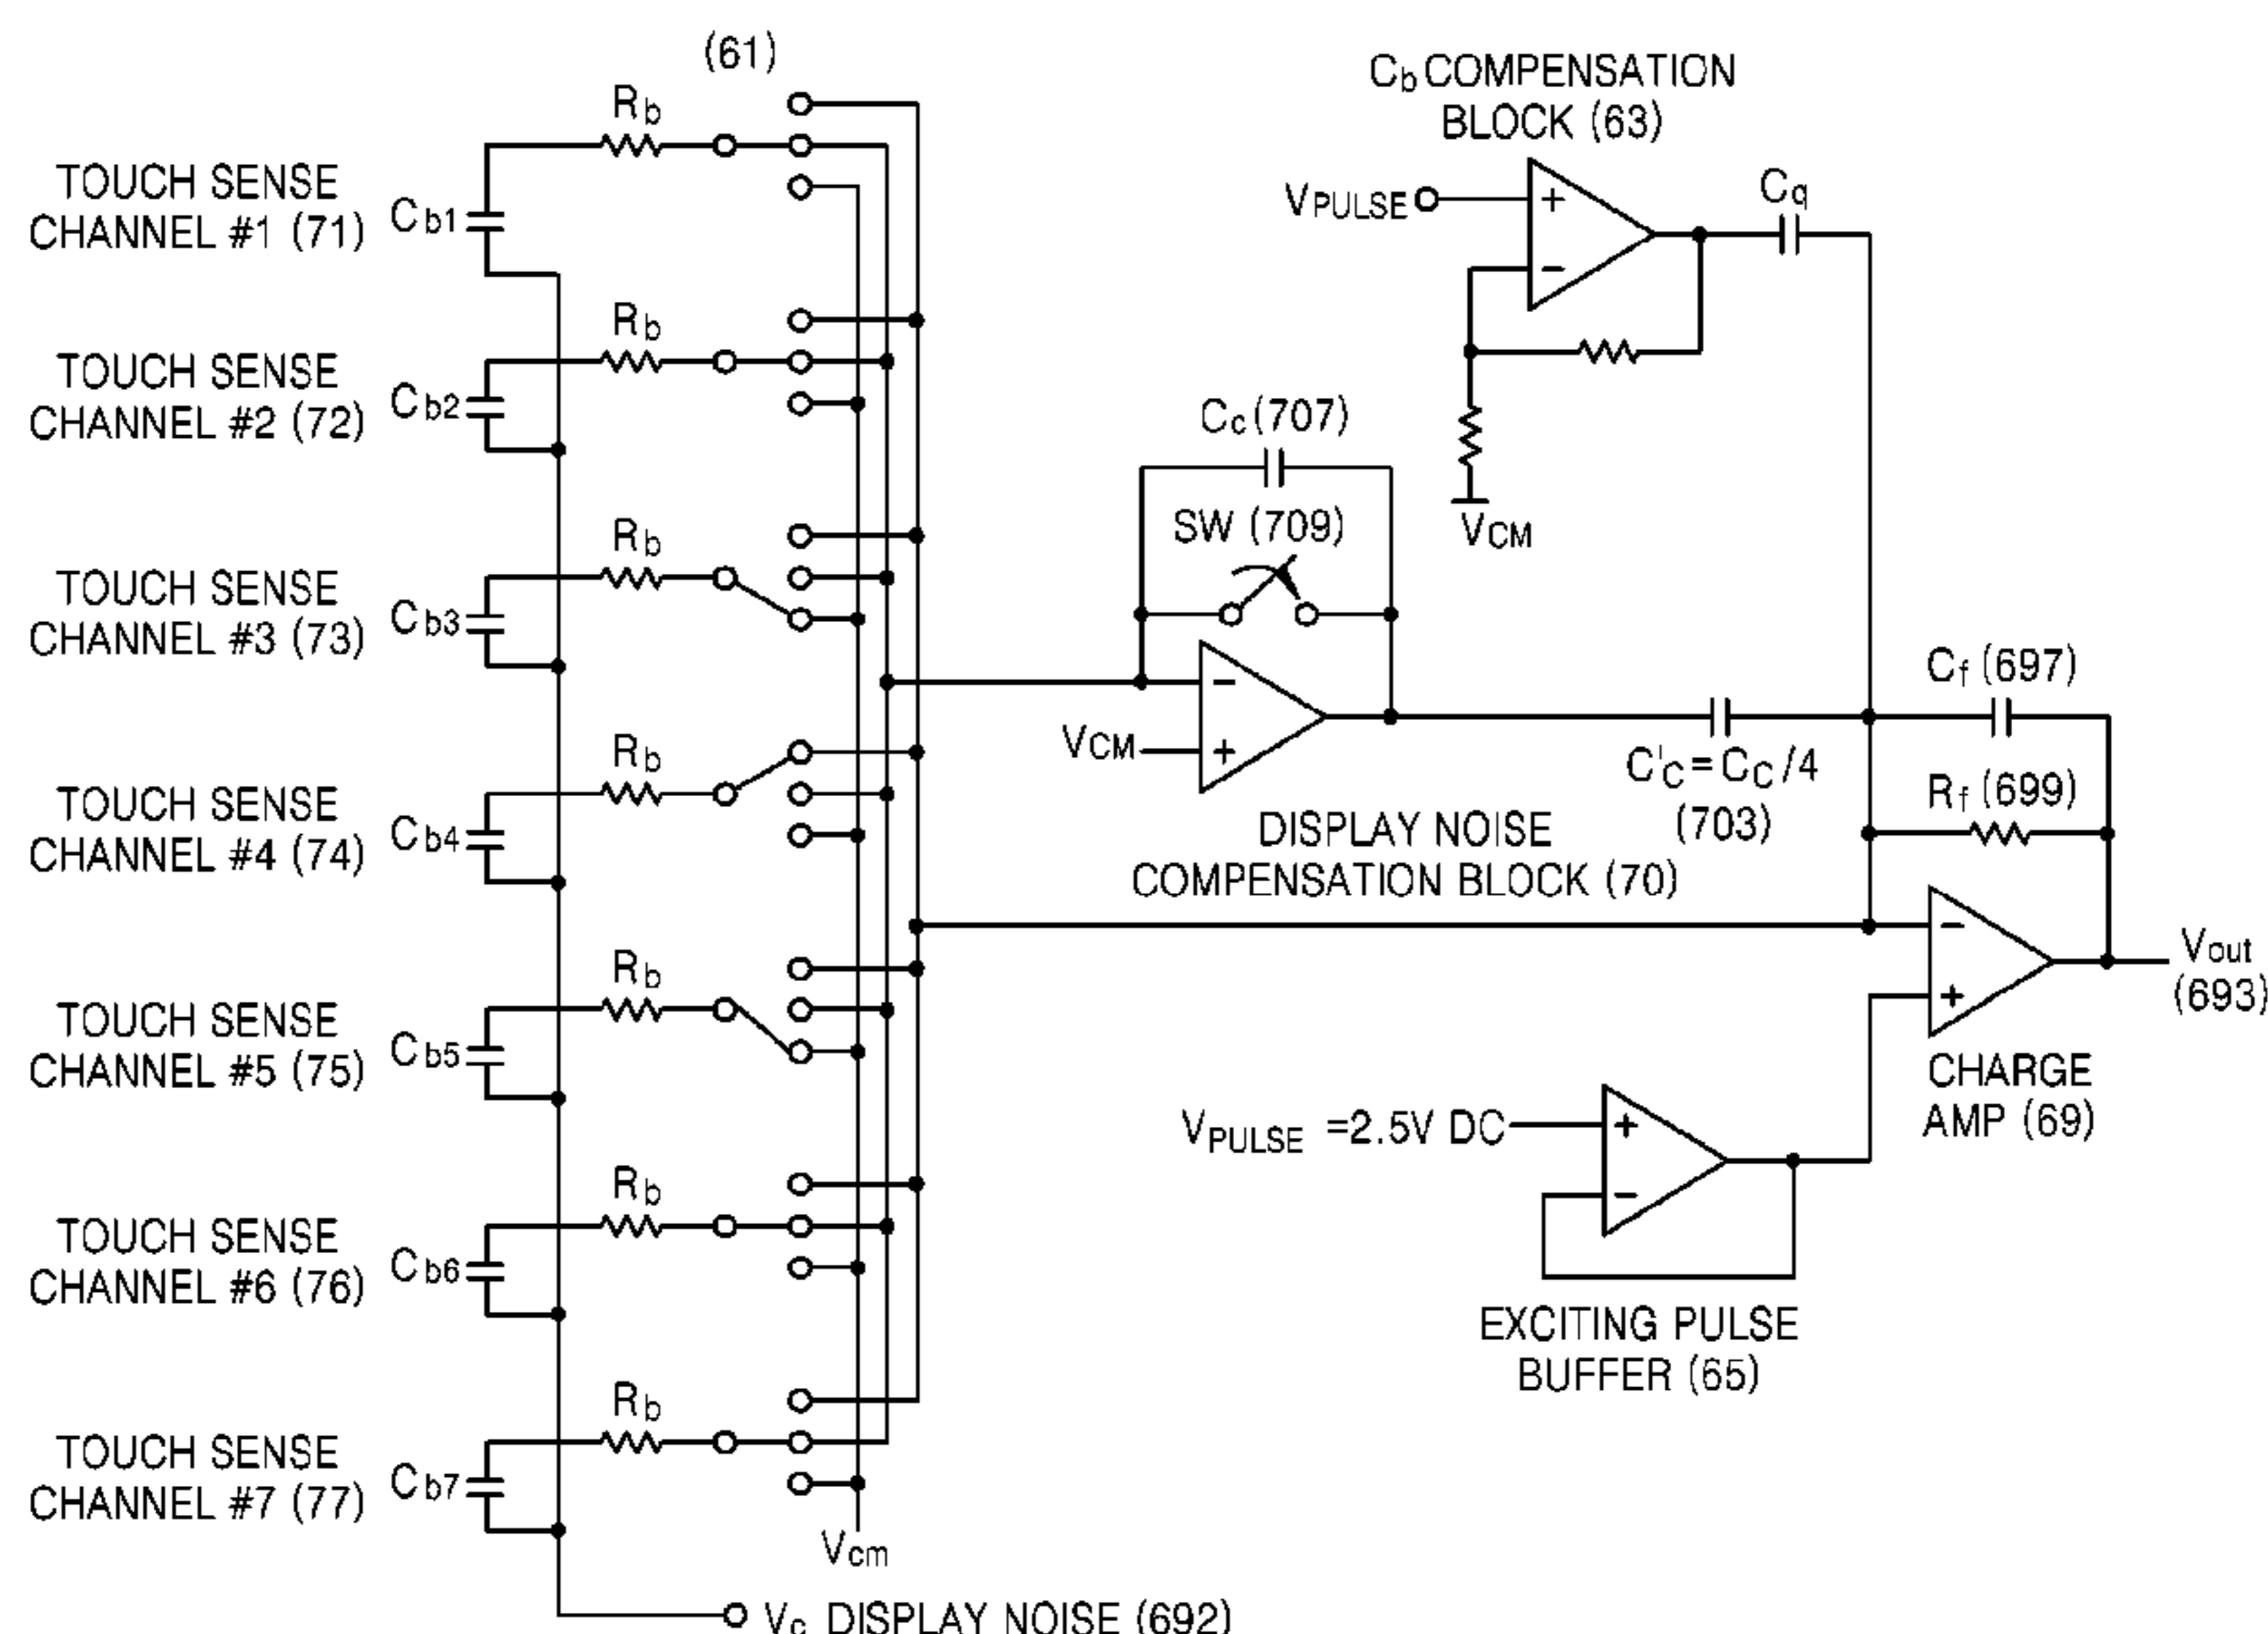 (61)
Rb
TOUCH SENSE
CHANNEL #1 (71)
Cb1
Rb
TOUCH SENSE
CHANNEL #2 (72)
Cb2
Rb
TOUCH SENSE
CHANNEL #3 (73)
Cb3
Rb
TOUCH SENSE
CHANNEL #4 (74)
Cb4
Rb
TOUCH SENSE
CHANNEL #5 (75)
Cb5
Rb
TOUCH SENSE
CHANNEL #6 (76)
Cb6
Rb
TOUCH SENSE
CHANNEL #7 (77)
Cb7
Vcm
Vc DISPLAY NOISE (692)
Cb COMPENSATION
BLOCK (63)
VPULSE
+
−
Cq
VCM
Cc (707)
SW (709)
−
VCM
+
DISPLAY NOISE
COMPENSATION BLOCK (70)
C'C = CC /4
(703)
Cf (697)
Rf (699)
−
+
Vout
(693)
CHARGE
AMP (69)
VPULSE =2.5V DC
+
−
EXCITING PULSE
BUFFER (65)